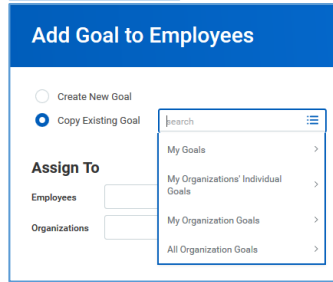 Add Goal to Employees
Create New Goal
Copy Existing Goal
search
My Goals
My Organizations' Individual
Goals
My Organization Goals
All Organization Goals
Assign To
Employees
Organizations